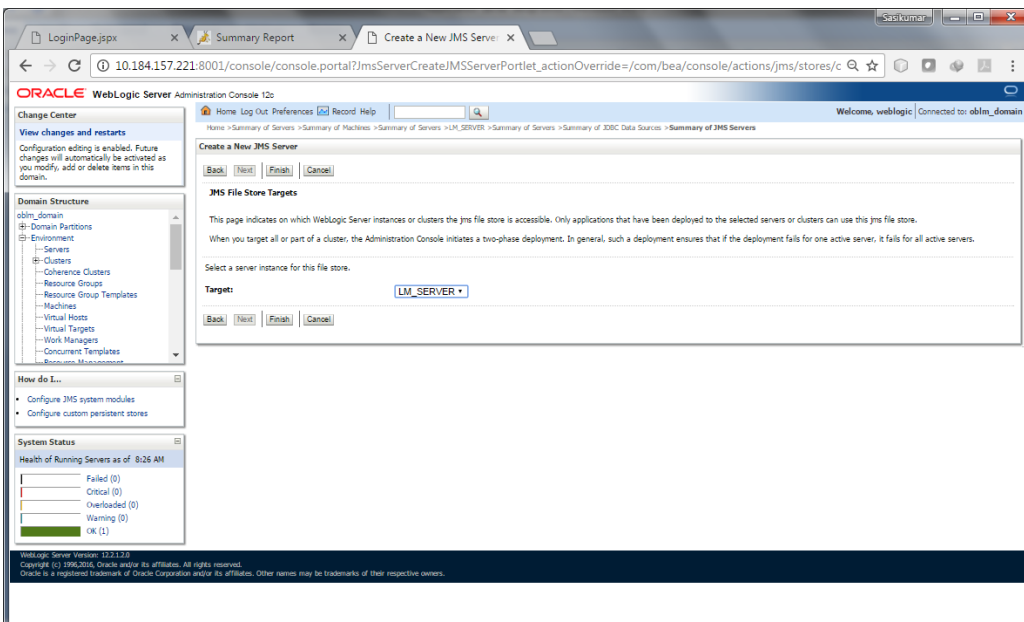 Sasikumar
LoginPage.jspx
Summary Report
Create a New JMS Server
10.184.157.221:8001/console/console.portal?JmsServerCreateJMSServerPortlet_actionOverride=/com/bea/console/actions/jms/stores/c
ORACLE WebLogic Server Administration Console 12c
Change Center
View changes and restarts
Configuration editing is enabled. Future
changes will automatically be activated as
you modify, add or delete items in this
domain.
Domain Structure
oblm_domain
Domain Partitions
Environment
Servers
Clusters
Coherence Clusters
Resource Groups
Resource Group Templates
Machines
Virtual Hosts
Virtual Targets
Work Managers
Concurrent Templates
Resource Management
How do I...
Configure JMS system modules
Configure custom persistent stores
System Status
Health of Running Servers as of 8:26 AM
Failed (0)
Critical (0)
Overloaded (0)
Warning (0)
OK (1)
Home Log Out Preferences Record Help
Welcome, weblogic Connected to: oblm_domain
Home >Summary of Servers >Summary of Machines >Summary of Servers >LM_SERVER >Summary of Servers >Summary of JDBC Data Sources >Summary of JMS Servers
Create a New JMS Server
Back Next Finish Cancel
JMS File Store Targets
This page indicates on which WebLogic Server instances or clusters the jms file store is accessible. Only applications that have been deployed to the selected servers or clusters can use this jms file store.
When you target all or part of a cluster, the Administration Console initiates a two-phase deployment. In general, such a deployment ensures that if the deployment fails for one active server, it fails for all active servers.
Select a server instance for this file store.
Target: LM_SERVER
Back Next Finish Cancel
WebLogic Server Version: 12.2.1.2.0
Copyright (c) 1996,2016, Oracle and/or its affiliates. All rights reserved.
Oracle is a registered trademark of Oracle Corporation and/or its affiliates. Other names may be trademarks of their respective owners.